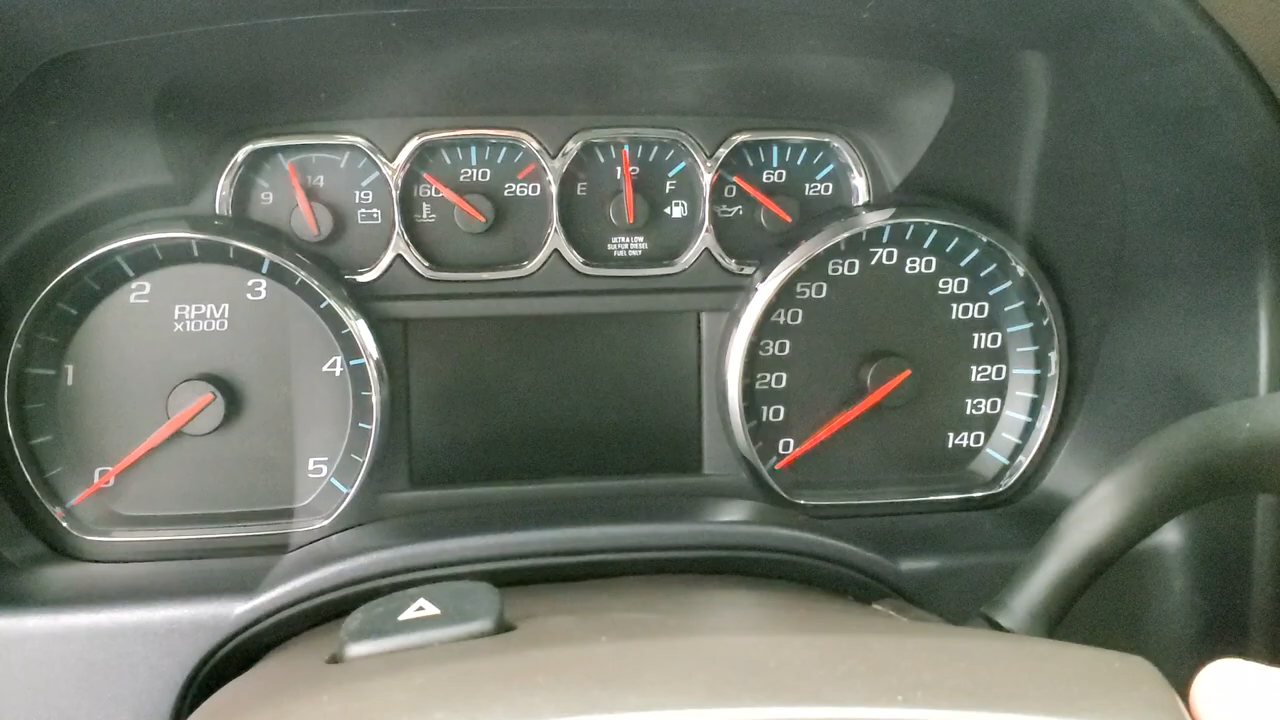 9 14 19
160 210 260
E 1/2 F
ULTRA LOW
SULFUR DIESEL
FUEL ONLY
0 60 120
0 1 2 3 4 5
RPM
x1000
0 10 20 30 40 50 60 70 80 90 100 110 120 130 140